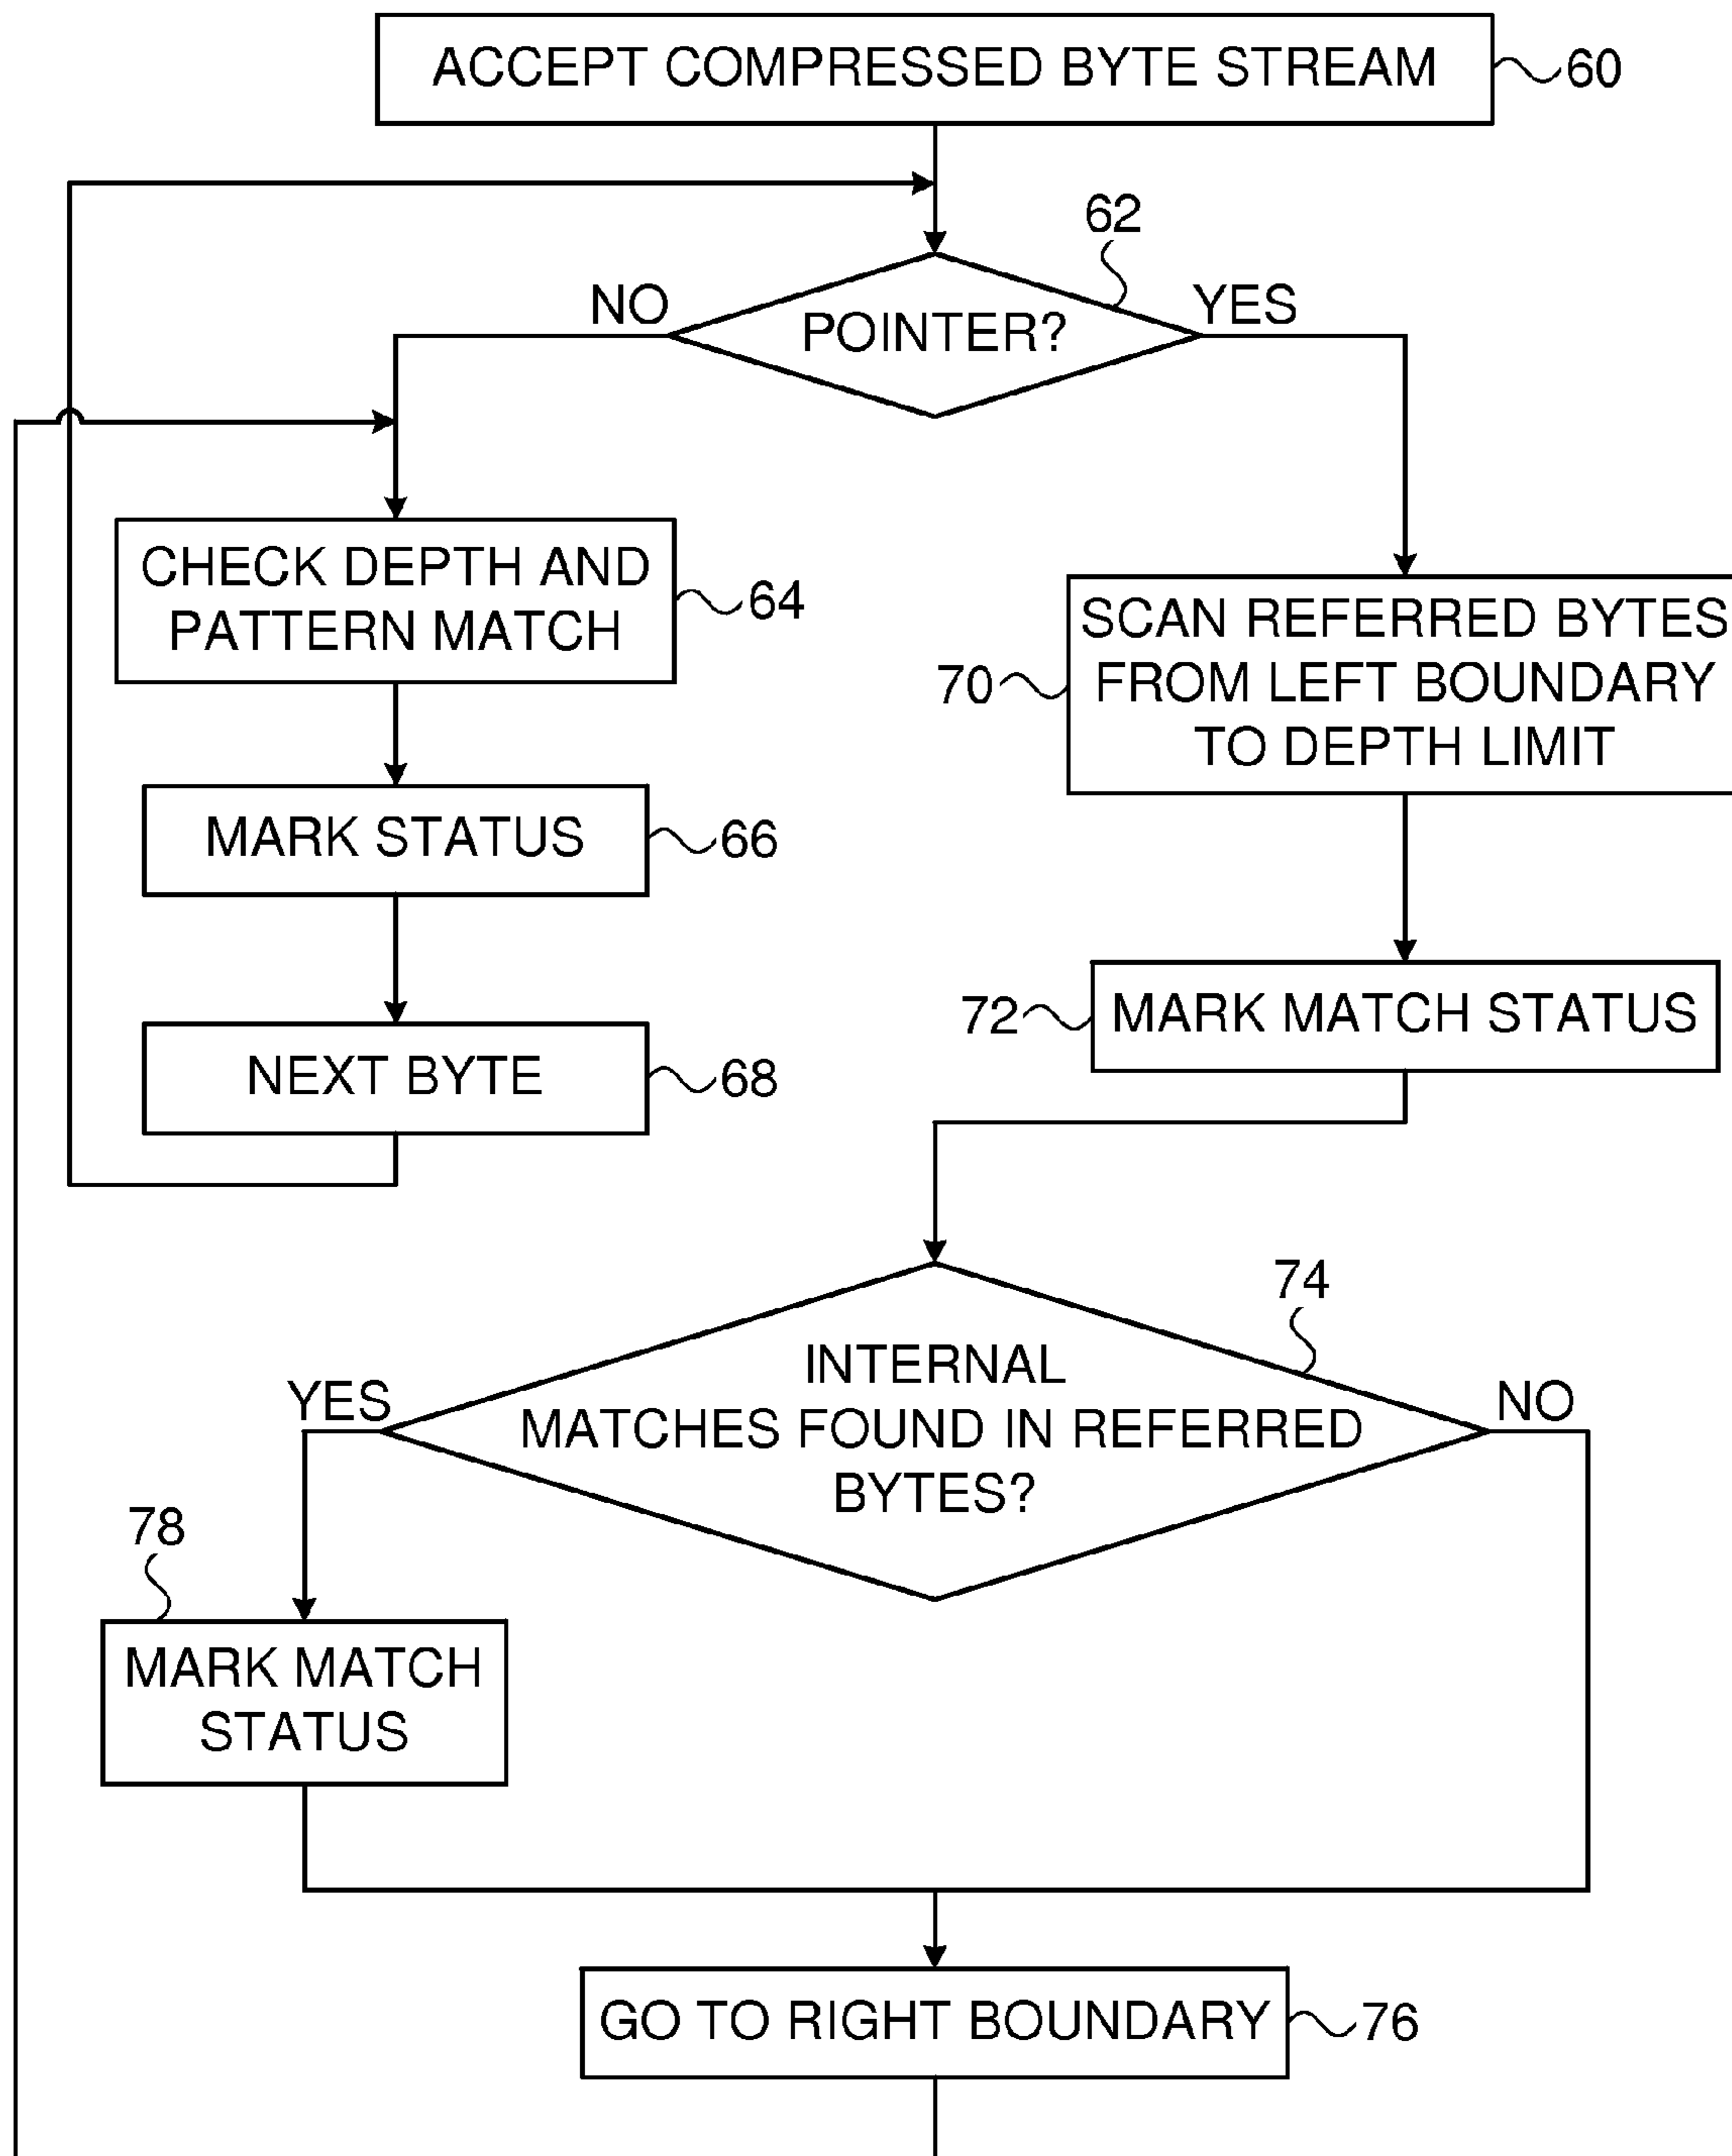 ACCEPT COMPRESSED BYTE STREAM
60
62
NO
YES
POINTER?
CHECK DEPTH AND
PATTERN MATCH
64
SCAN REFERRED BYTES
FROM LEFT BOUNDARY
TO DEPTH LIMIT
70
MARK STATUS
66
72
MARK MATCH STATUS
NEXT BYTE
68
74
INTERNAL
MATCHES FOUND IN REFERRED
BYTES?
YES
NO
78
MARK MATCH
STATUS
GO TO RIGHT BOUNDARY
76